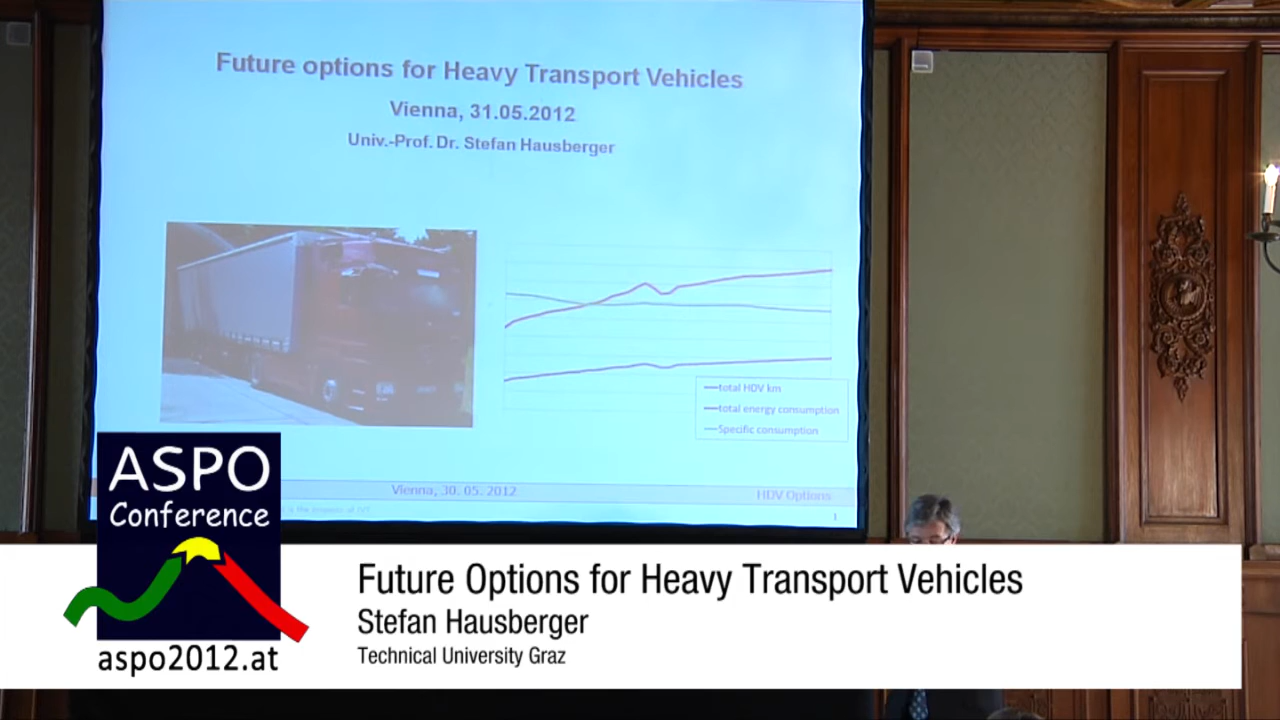 Future options for Heavy Transport Vehicles
Vienna, 31.05.2012
Univ.-Prof. Dr. Stefan Hausberger
total HDV km
total energy consumption
Specific consumption
Vienna, 30. 05. 2012
HDV Options
1
ASPO
Conference
aspo2012.at
Future Options for Heavy Transport Vehicles
Stefan Hausberger
Technical University Graz